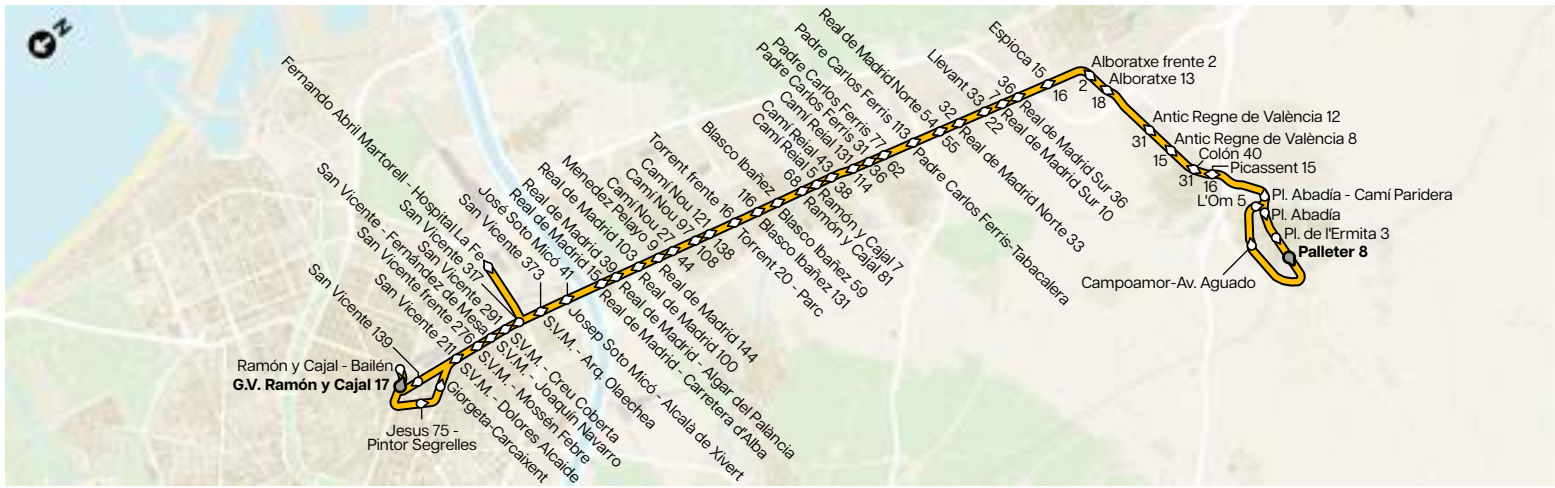 N
Fernando Abril Martorell - Hospital La Fe
San Vicente 317
San Vicente 291
San Vicente - Fernández de Mesa
San Vicente frente 276
San Vicente 211
San Vicente 139
Ramón y Cajal - Bailén
G.V. Ramón y Cajal 17
Jesus 75 -
Pintor Segrelles
Giorgeta-Carcaixent
S.V.M. - Dolores Alcaide
S.V.M. - Mossén Febre
S.V.M. - Joaquín Navarro
S.V.M. - Creu Coberta
S.V.M. - Arq. Olaechea
San Vicente 373
José Soto Micó 41
Josep Soto Micó - Alcalà de Xivert
Real de Madrid 15
Real de Madrid 39
Real de Madrid 103
Real de Madrid - Carretera d'Alba
Real de Madrid - Algar del Palància
Real de Madrid 100
Real de Madrid 144
Menedez Pelayo 9
Camí Nou 27
Camí Nou 97
Camí Nou 121
44
108
138
Torrent frente 16
Torrent 20 - Parc
116
Blasco Ibañez
Blasco Ibañez 131
Blasco Ibañez 59
68
Camí Reial 5
Camí Reial 43
Camí Reial 131
Ramón y Cajal 81
Ramón y Cajal 7
38
114
36
62
Padre Carlos Ferris 31
Padre Carlos Ferris 77
Padre Carlos Ferris 113
Padre Carlos Ferris-Tabacalera
Real de Madrid Norte 54
55
32
Real de Madrid Norte 33
Llevant 33
22
7
Real de Madrid Sur 10
36
Real de Madrid Sur 36
Espioca 15
16
2
Alboratxe frente 2
18
Alboratxe 13
Antic Regne de València 12
31
Antic Regne de València 8
15
Colón 40
31
Picassent 15
16
L'Om 5
Pl. Abadía - Camí Paridera
Pl. Abadía
Pl. de l'Ermita 3
Palleter 8
Campoamor-Av. Aguado